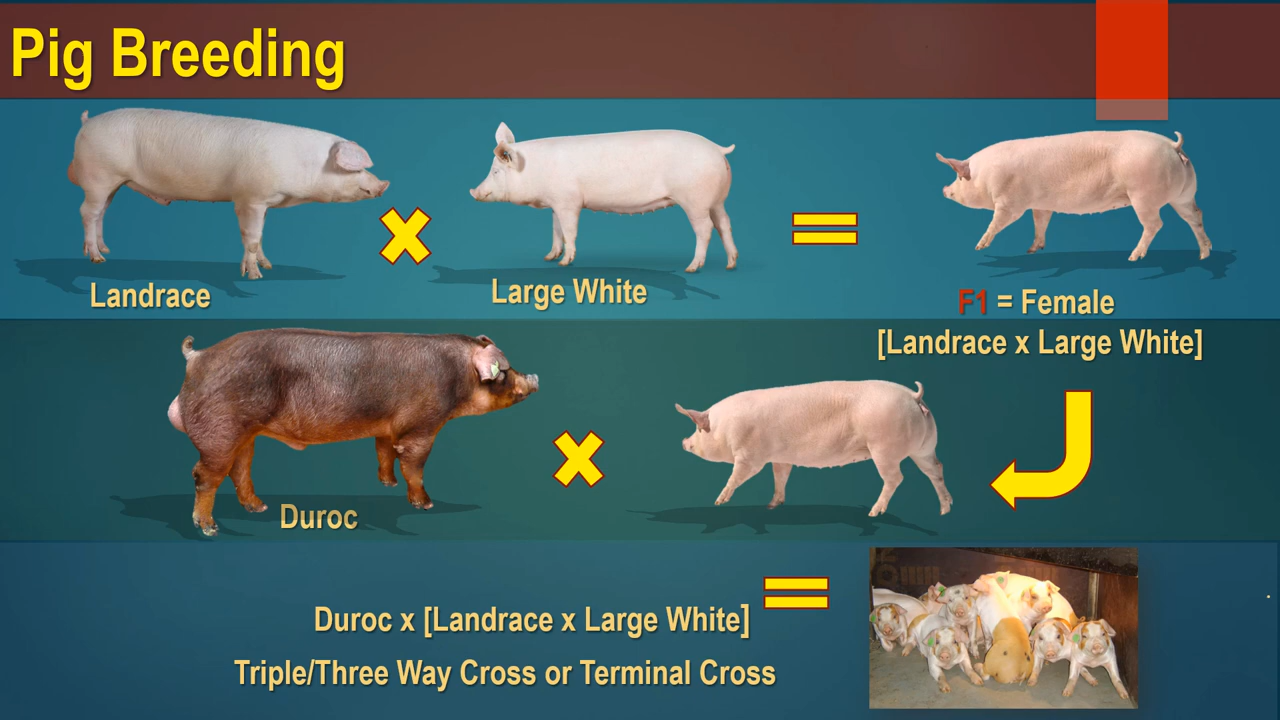 Pig Breeding
Landrace
Large White
F1 = Female
[Landrace x Large White]
Duroc
Duroc x [Landrace x Large White]
Triple/Three Way Cross or Terminal Cross